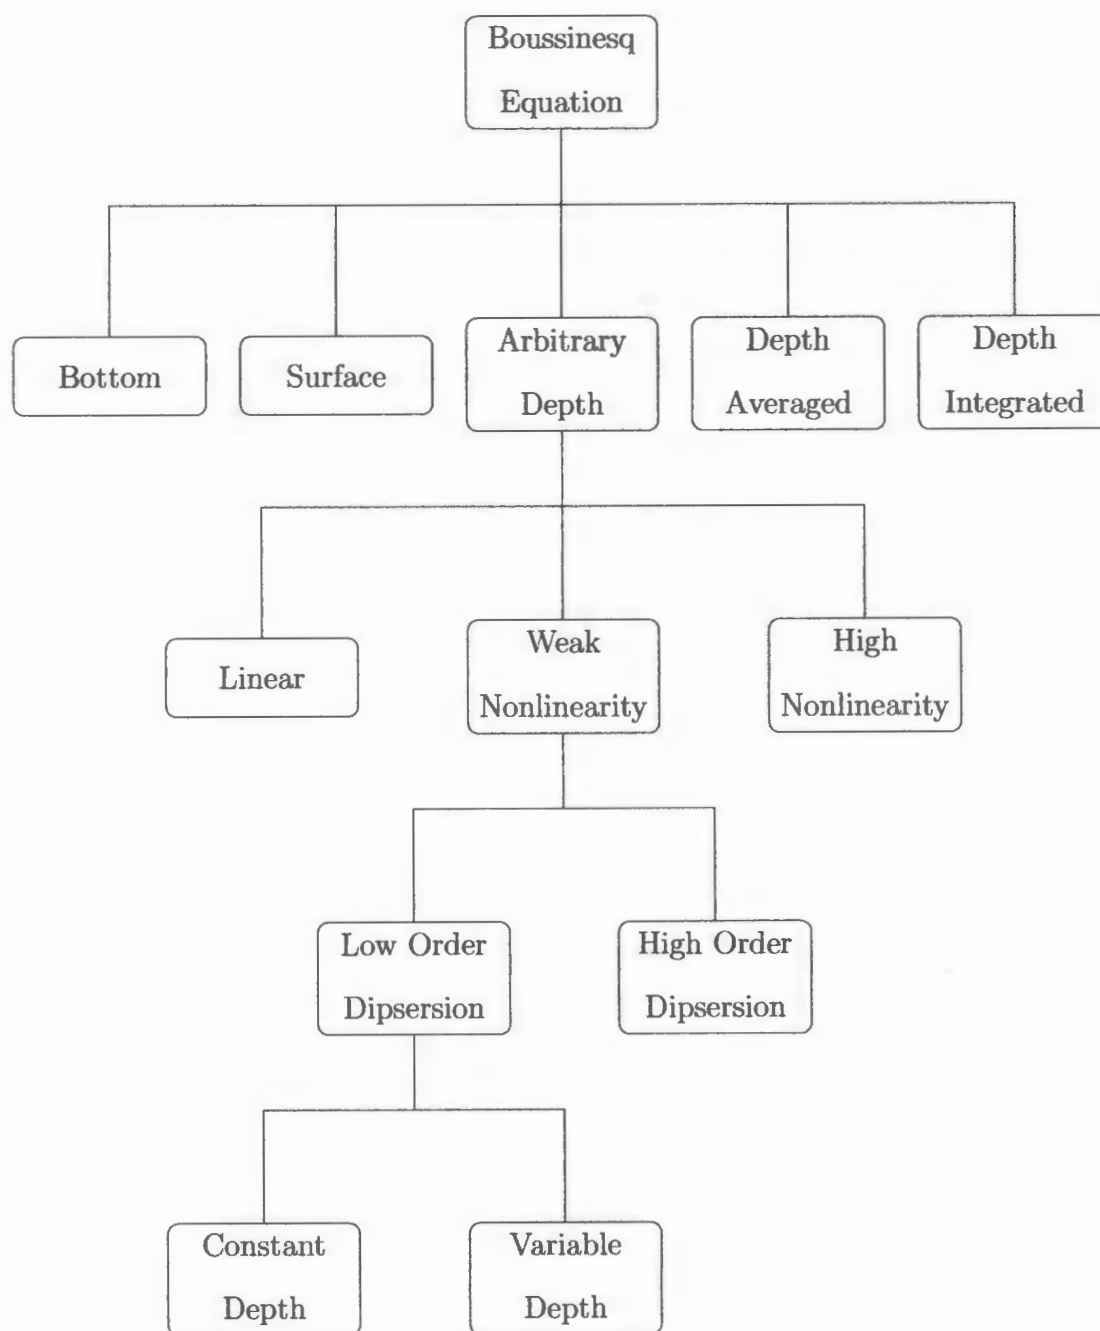 Boussinesq
Equation
Bottom
Surface
Arbitrary
Depth
Depth
Averaged
Depth
Integrated
Linear
Weak
Nonlinearity
High
Nonlinearity
Low Order
Dipsersion
High Order
Dipsersion
Constant
Depth
Variable
Depth